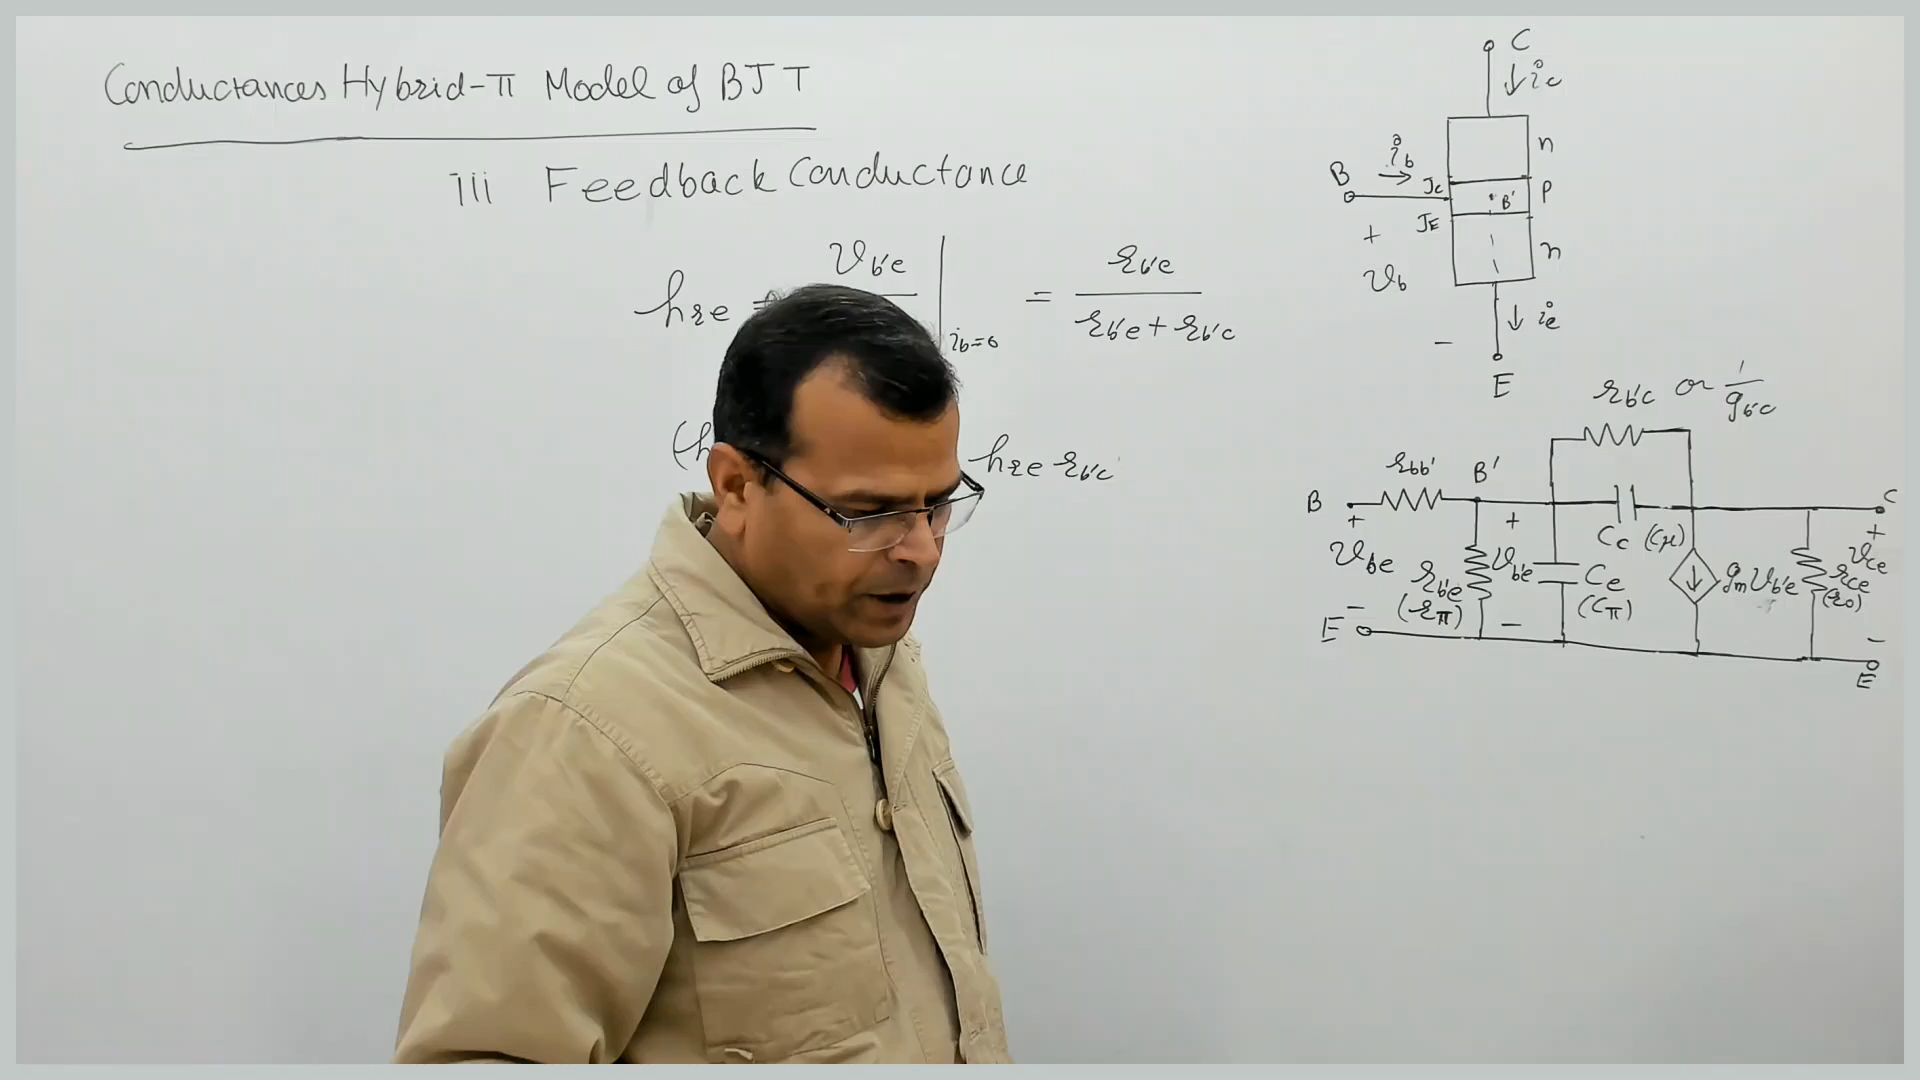 Conductances Hybrid-π Model of BJT
iii Feedback Conductance
hre = vb'e | ib=0 = rb'e / rb'e + rb'c
(h
hre rb'c
C
ic
n
B ib Jc B' P
JE
+
vb
n
ie
-
E
rb'c or 1/gb'c
B rbb' B' C
+ + Cc (Cμ) +
vbe rb'e vb'e Ce gm vb'e rce vce
(rπ) (Cπ) (ro)
- - -
E E